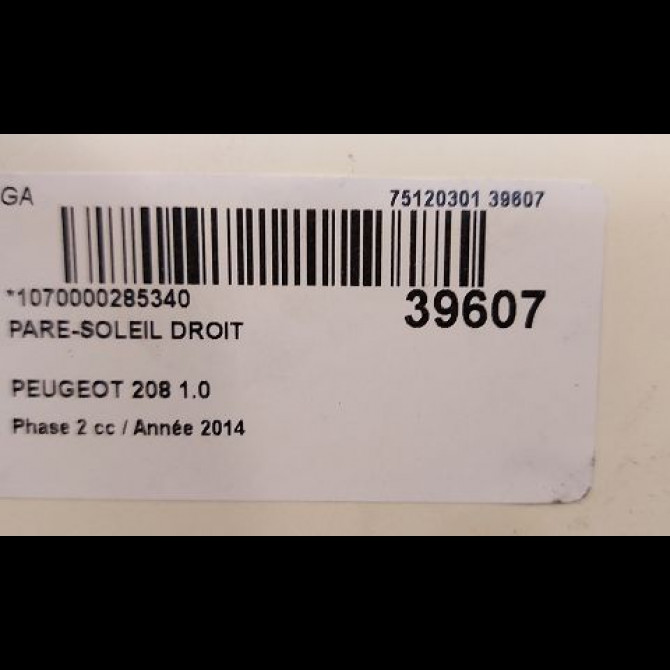 GA 75120301 39607
*1070000285340 39607
PARE-SOLEIL DROIT
PEUGEOT 208 1.0
Phase 2 cc / Année 2014